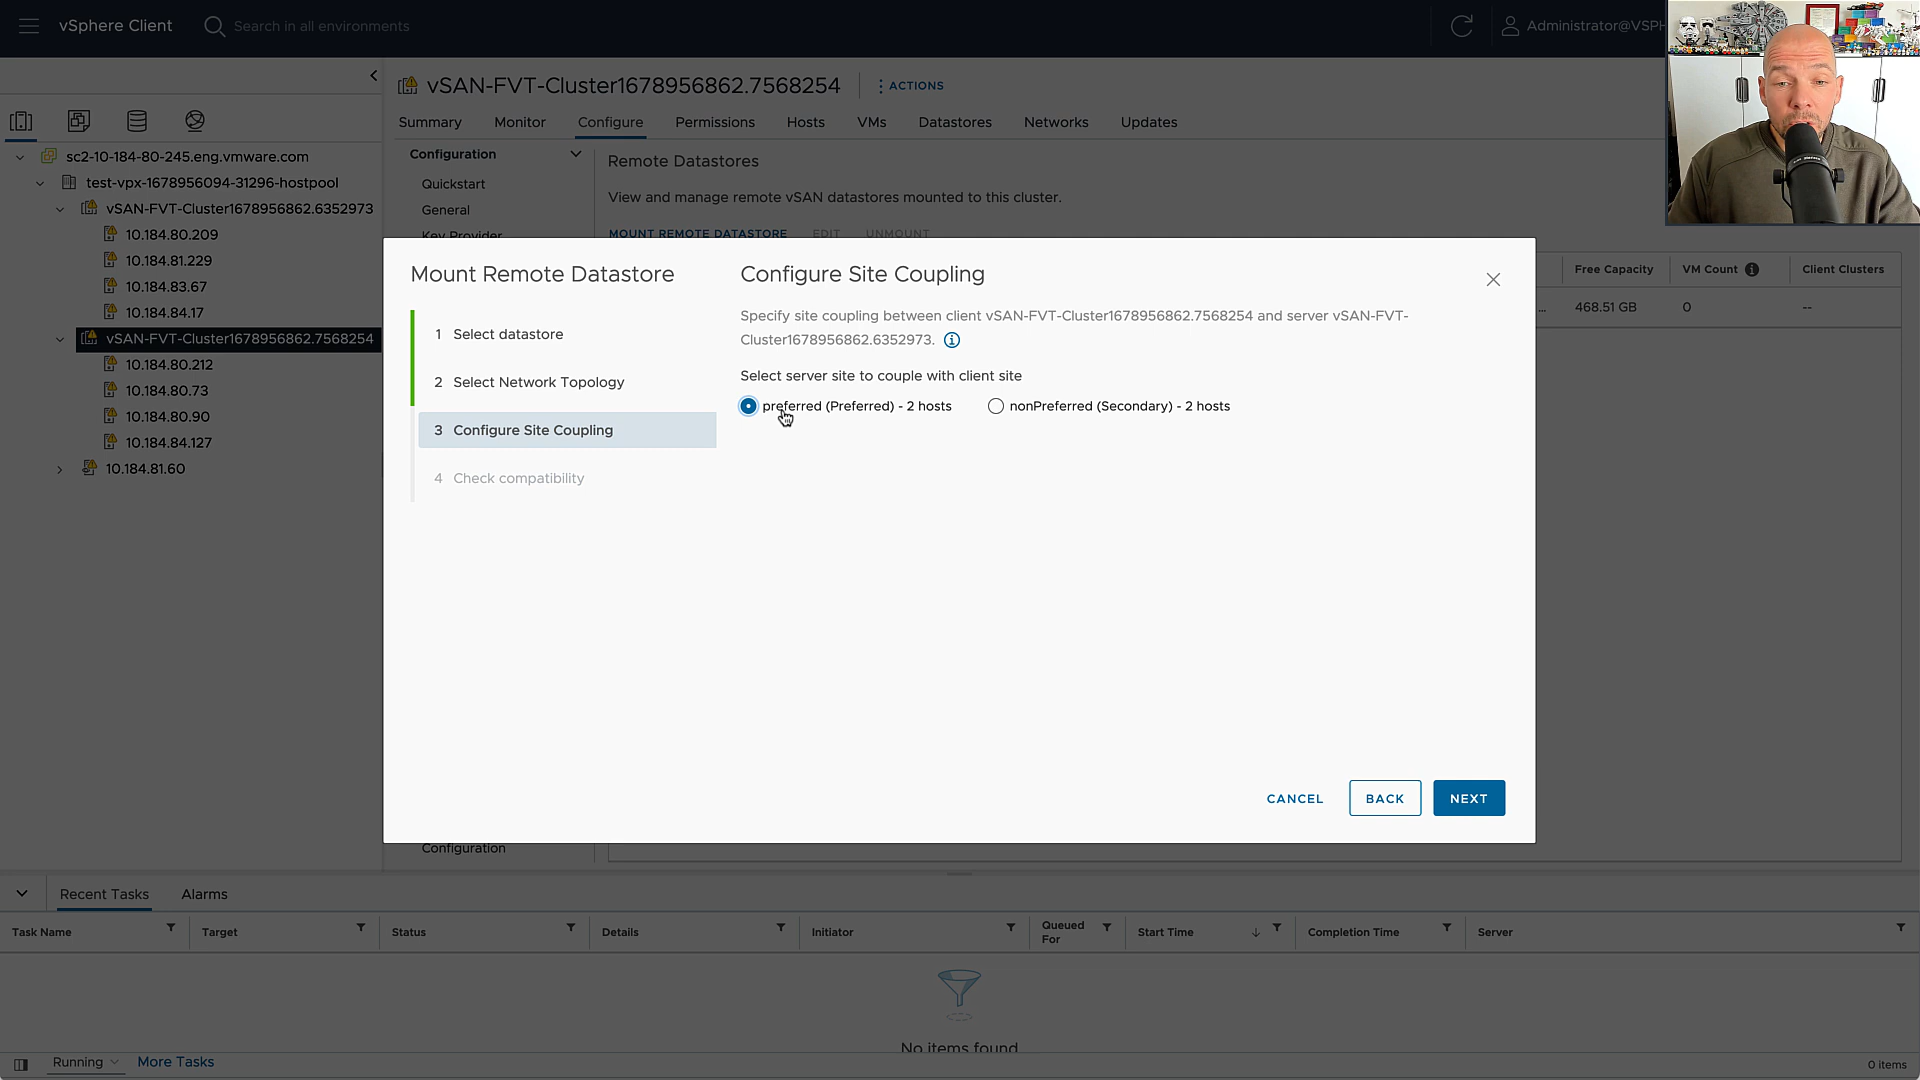 vSphere Client
Search in all environments
Administrator@VSPH
vSAN-FVT-Cluster1678956862.7568254
ACTIONS
Summary
Monitor
Configure
Permissions
Hosts
VMs
Datastores
Networks
Updates
sc2-10-184-80-245.eng.vmware.com
test-vpx-1678956094-31296-hostpool
vSAN-FVT-Cluster1678956862.6352973
10.184.80.209
10.184.81.229
10.184.83.67
10.184.84.17
vSAN-FVT-Cluster1678956862.7568254
10.184.80.212
10.184.80.73
10.184.80.90
10.184.84.127
10.184.81.60
Configuration
Quickstart
General
Key Provider
Remote Datastores
View and manage remote vSAN datastores mounted to this cluster.
MOUNT REMOTE DATASTORE
EDIT
UNMOUNT
Free Capacity
VM Count
Client Clusters
...
468.51 GB
0
--
Mount Remote Datastore
1 Select datastore
2 Select Network Topology
3 Configure Site Coupling
4 Check compatibility
Configure Site Coupling
Specify site coupling between client vSAN-FVT-Cluster1678956862.7568254 and server vSAN-FVT-
Cluster1678956862.6352973.
Select server site to couple with client site
preferred (Preferred) - 2 hosts
nonPreferred (Secondary) - 2 hosts
CANCEL
BACK
NEXT
Configuration
Recent Tasks
Alarms
Task Name
Target
Status
Details
Initiator
Queued
For
Start Time
Completion Time
Server
No items found
Running
More Tasks
0 items